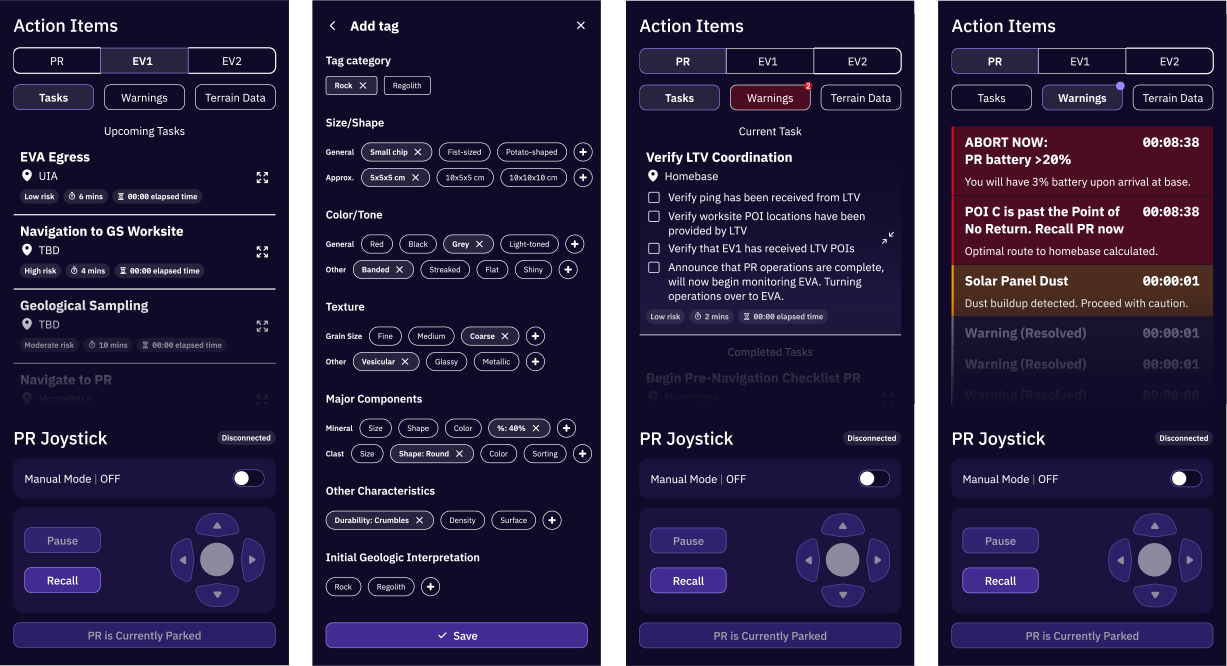 Action Items
PR EV1 EV2
Tasks Warnings Terrain Data
Upcoming Tasks
EVA Egress
UIA
Low risk 6 mins 00:00 elapsed time
Navigation to GS Worksite
TBD
High risk 4 mins 00:00 elapsed time
Geological Sampling
TBD
Moderate risk 10 mins 00:00 elapsed time
Navigate to PR
Homebase
PR Joystick Disconnected
Manual Mode | OFF
Pause
Recall
PR is Currently Parked
Add tag
Tag category
Rock Regolith
Size/Shape
General Small chip Fist-sized Potato-shaped
Approx. 5x5x5 cm 10x5x5 cm 10x10x10 cm
Color/Tone
General Red Black Grey Light-toned
Other Banded Streaked Flat Shiny
Texture
Grain Size Fine Medium Coarse
Other Vesicular Glassy Metallic
Major Components
Mineral Size Shape Color %: 40%
Clast Size Shape: Round Color Sorting
Other Characteristics
Durability: Crumbles Density Surface
Initial Geologic Interpretation
Rock Regolith
Save
Action Items
PR EV1 EV2
Tasks Warnings 2 Terrain Data
Current Task
Verify LTV Coordination
Homebase
Verify ping has been received from LTV
Verify worksite POI locations have been
provided by LTV
Verify that EV1 has received LTV POIs
Announce that PR operations are complete,
will now begin monitoring EVA. Turning
operations over to EVA.
Low risk 2 mins 00:00 elapsed time
Completed Tasks
Begin Pre-Navigation Checklist PR
Homebase
PR Joystick Disconnected
Manual Mode | OFF
Pause
Recall
PR is Currently Parked
Action Items
PR EV1 EV2
Tasks Warnings Terrain Data
ABORT NOW: 00:08:38
PR battery >20%
You will have 3% battery upon arrival at base.
POI C is past the Point of 00:08:38
No Return. Recall PR now
Optimal route to homebase calculated.
Solar Panel Dust 00:00:01
Dust buildup detected. Proceed with caution.
Warning (Resolved) 00:00:01
Warning (Resolved) 00:00:01
Warning (Resolved) 00:00:00
PR Joystick Disconnected
Manual Mode | OFF
Pause
Recall
PR is Currently Parked